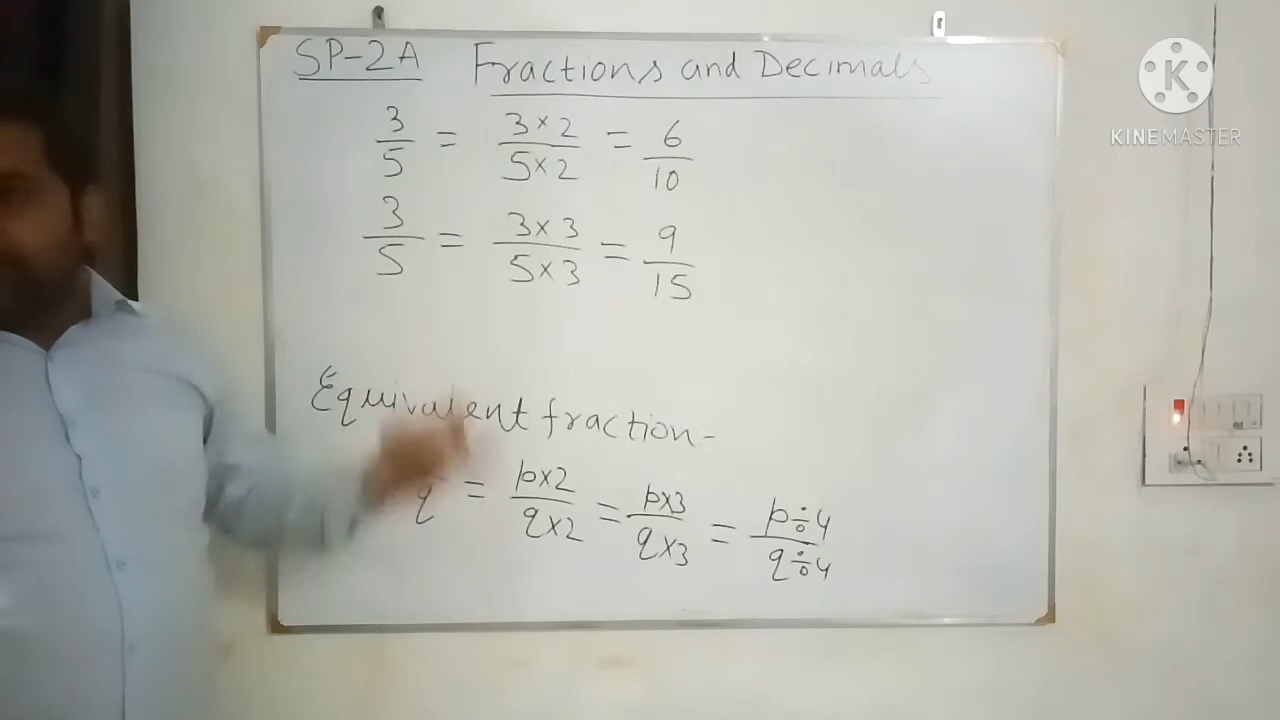 SP-2A Fractions and Decimals
3/5 = 3×2/5×2 = 6/10
3/5 = 3×3/5×3 = 9/15
Equivalent fraction-
q = p×2/q×2 = p×3/q×3 = p÷4/q÷4
K
KINEMASTER